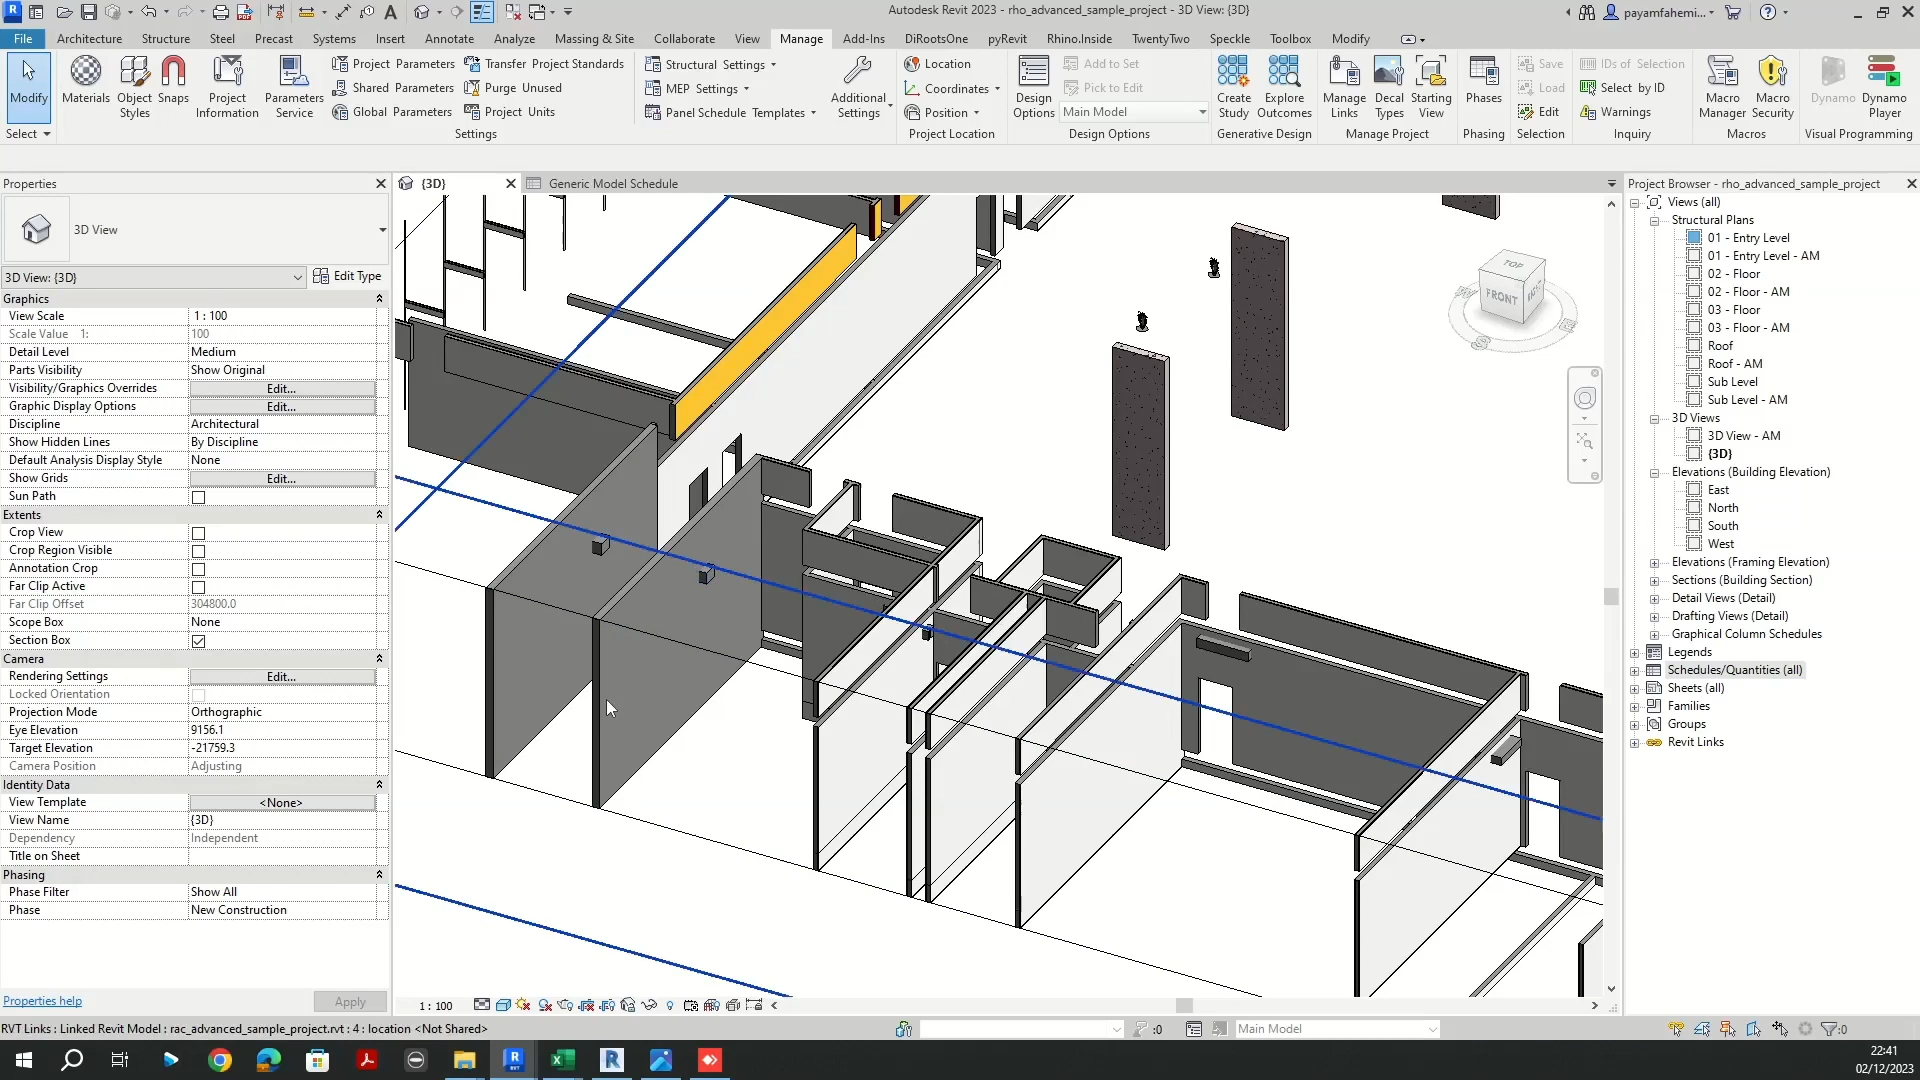 Autodesk Revit 2023 - rho_advanced_sample_project - 3D View: {3D}
payamfahemi...
File Architecture Structure Steel Precast Systems Insert Annotate Analyze Massing & Site Collaborate View Manage Add-Ins DiRootsOne pyRevit Rhino.Inside TwentyTwo Speckle Toolbox Modify
Modify
Select
Materials
Object Styles
Snaps
Project Information
Parameters Service
Project Parameters
Shared Parameters
Global Parameters
Transfer Project Standards
Purge Unused
Project Units
Settings
Structural Settings
MEP Settings
Panel Schedule Templates
Additional Settings
Location
Coordinates
Position
Project Location
Design Options
Add to Set
Pick to Edit
Main Model
Design Options
Create Study
Explore Outcomes
Generative Design
Manage Links
Decal Types
Starting View
Manage Project
Phases
Phasing
Save
Load
Edit
Selection
IDs of Selection
Select by ID
Warnings
Inquiry
Macro Manager
Macro Security
Macros
Dynamo
Dynamo Player
Visual Programming
Properties
3D View
3D View: {3D}
Edit Type
Graphics
View Scale 1 : 100
Scale Value 1: 100
Detail Level Medium
Parts Visibility Show Original
Visibility/Graphics Overrides Edit...
Graphic Display Options Edit...
Discipline Architectural
Show Hidden Lines By Discipline
Default Analysis Display Style None
Show Grids Edit...
Sun Path
Extents
Crop View
Crop Region Visible
Annotation Crop
Far Clip Active
Far Clip Offset 304800.0
Scope Box None
Section Box
Camera
Rendering Settings Edit...
Locked Orientation
Projection Mode Orthographic
Eye Elevation 9156.1
Target Elevation -21759.3
Camera Position Adjusting
Identity Data
View Template <None>
View Name {3D}
Dependency Independent
Title on Sheet
Phasing
Phase Filter Show All
Phase New Construction
Properties help
Apply
{3D}
Generic Model Schedule
TOP
FRONT
W
S
E
1 : 100
Project Browser - rho_advanced_sample_project
Views (all)
Structural Plans
01 - Entry Level
01 - Entry Level - AM
02 - Floor
02 - Floor - AM
03 - Floor
03 - Floor - AM
Roof
Roof - AM
Sub Level
Sub Level - AM
3D Views
3D View - AM
{3D}
Elevations (Building Elevation)
East
North
South
West
Elevations (Framing Elevation)
Sections (Building Section)
Detail Views (Detail)
Drafting Views (Detail)
Graphical Column Schedules
Legends
Schedules/Quantities (all)
Sheets (all)
Families
Groups
Revit Links
RVT Links : Linked Revit Model : rac_advanced_sample_project.rvt : 4 : location <Not Shared>
:0
Main Model
:0
22:41
02/12/2023